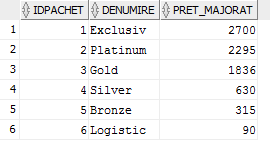 IDPACHET DENUMIRE PRET_MAJORAT
1 1 Exclusiv 2700
2 2 Platinum 2295
3 3 Gold 1836
4 4 Silver 630
5 5 Bronze 315
6 6 Logistic 90